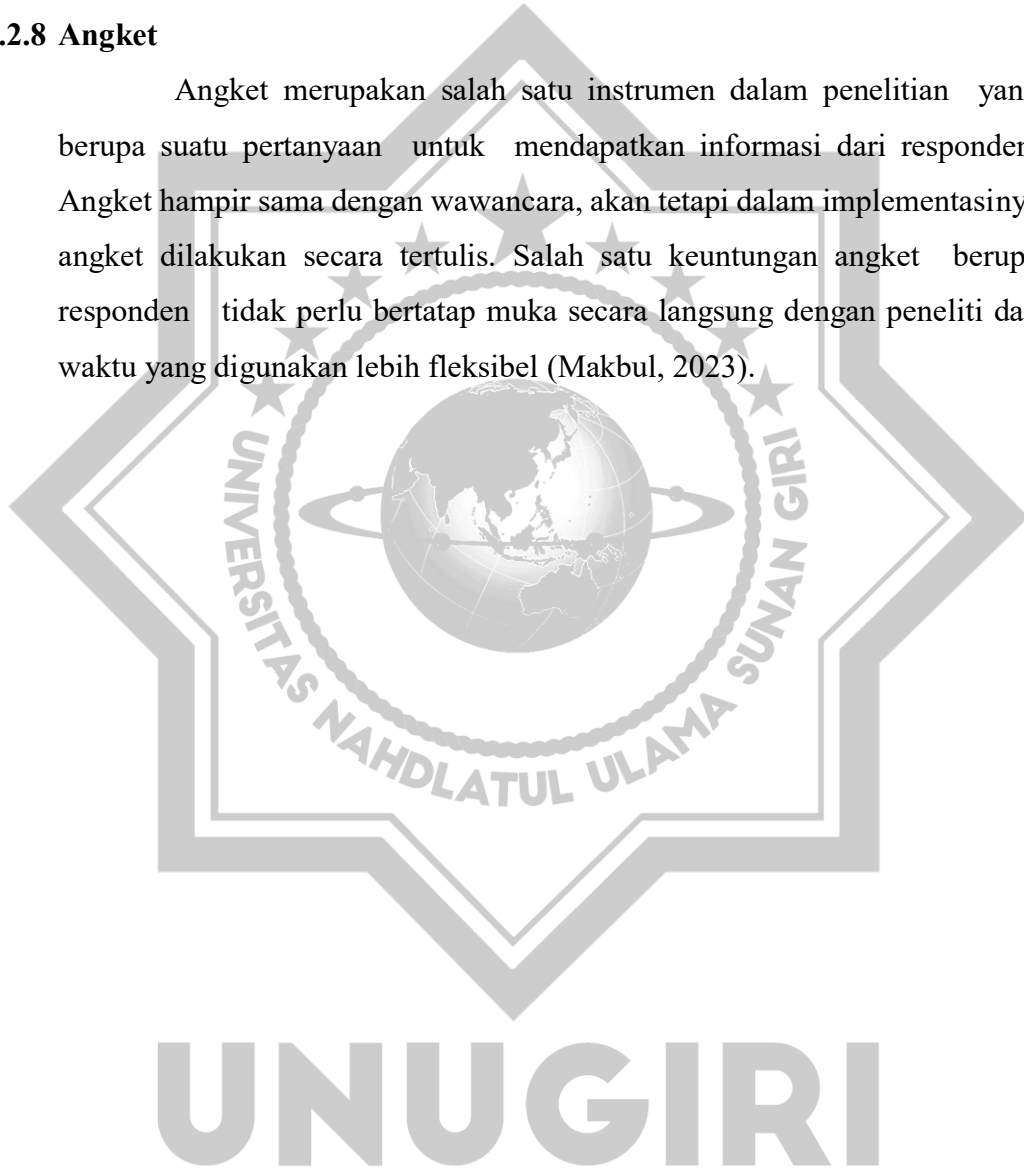 .2.8 Angket
Angket merupakan salah satu instrumen dalam penelitian yan
berupa suatu pertanyaan untuk mendapatkan informasi dari responden
Angket hampir sama dengan wawancara, akan tetapi dalam implementasiny
angket dilakukan secara tertulis. Salah satu keuntungan angket berup
responden tidak perlu bertatap muka secara langsung dengan peneliti da
waktu yang digunakan lebih fleksibel (Makbul, 2023).
UNIVERSITAS NAHDLATUL ULAMA SUNAN GIRI
UNUGIRI